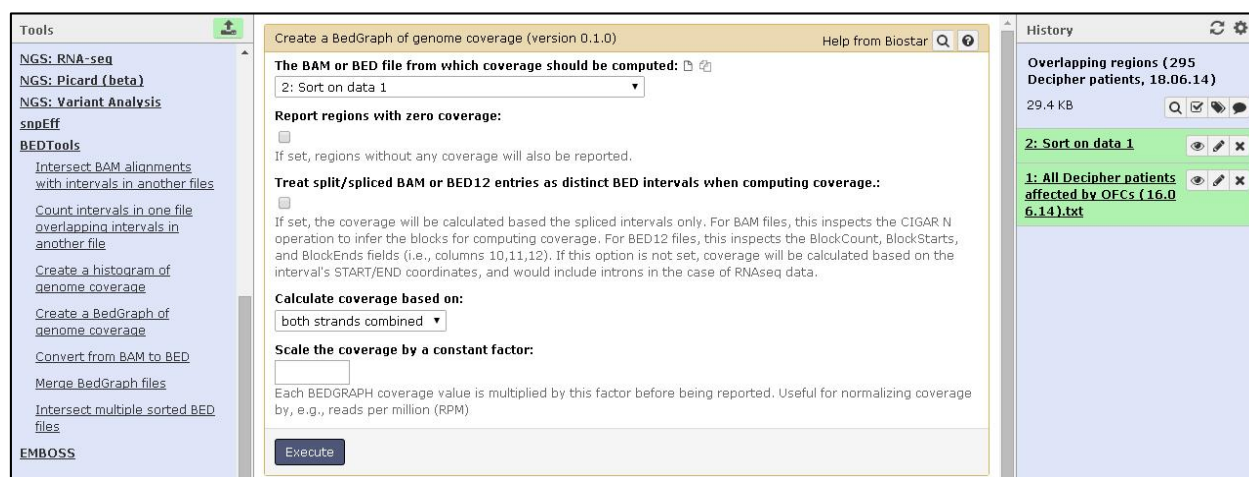 Tools
NGS: RNA-seq
NGS: Picard (beta)
NGS: Variant Analysis
snpEff
BEDTools
Intersect BAM alignments
with intervals in another files
Count intervals in one file
overlapping intervals in
another file
Create a histogram of
genome coverage
Create a BedGraph of
genome coverage
Convert from BAM to BED
Merge BedGraph files
Intersect multiple sorted BED
files
EMBOSS
Create a BedGraph of genome coverage (version 0.1.0)
Help from Biostar
The BAM or BED file from which coverage should be computed:
2: Sort on data 1
Report regions with zero coverage:
If set, regions without any coverage will also be reported.
Treat split/spliced BAM or BED12 entries as distinct BED intervals when computing coverage.:
If set, the coverage will be calculated based the spliced intervals only. For BAM files, this inspects the CIGAR N
operation to infer the blocks for computing coverage. For BED12 files, this inspects the BlockCount, BlockStarts,
and BlockEnds fields (i.e., columns 10,11,12). If this option is not set, coverage will be calculated based on the
interval's START/END coordinates, and would include introns in the case of RNAseq data.
Calculate coverage based on:
both strands combined
Scale the coverage by a constant factor:
Each BEDGRAPH coverage value is multiplied by this factor before being reported. Useful for normalizing coverage
by, e.g., reads per million (RPM)
Execute
History
Overlapping regions (295
Decipher patients, 18.06.14)
29.4 KB
2: Sort on data 1
1: All Decipher patients
affected by OFCs (16.0
6.14).txt